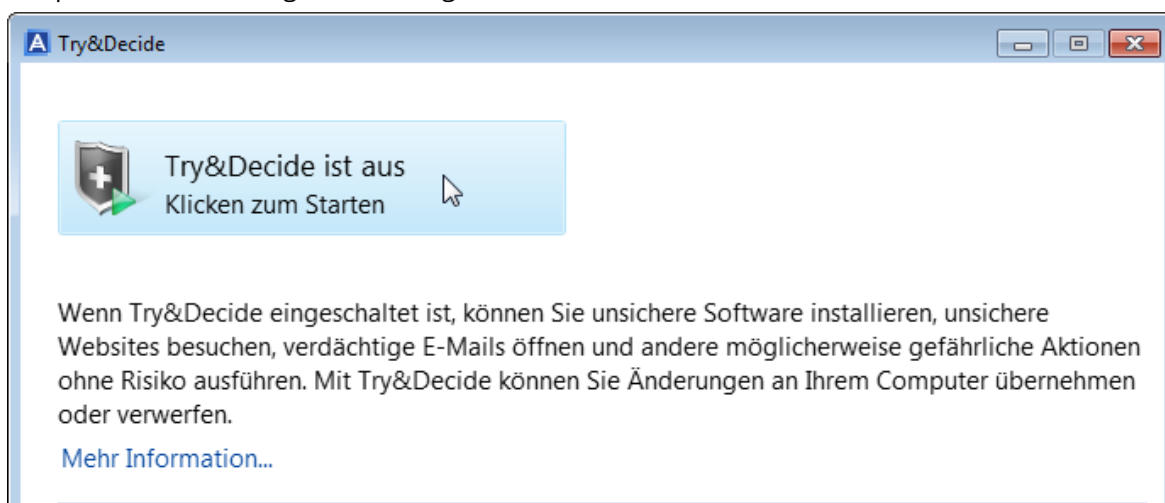 Try&Decide
Try&Decide ist aus
Klicken zum Starten
Wenn Try&Decide eingeschaltet ist, können Sie unsichere Software installieren, unsichere
Websites besuchen, verdächtige E-Mails öffnen und andere möglicherweise gefährliche Aktionen
ohne Risiko ausführen. Mit Try&Decide können Sie Änderungen an Ihrem Computer übernehmen
oder verwerfen.
Mehr Information...